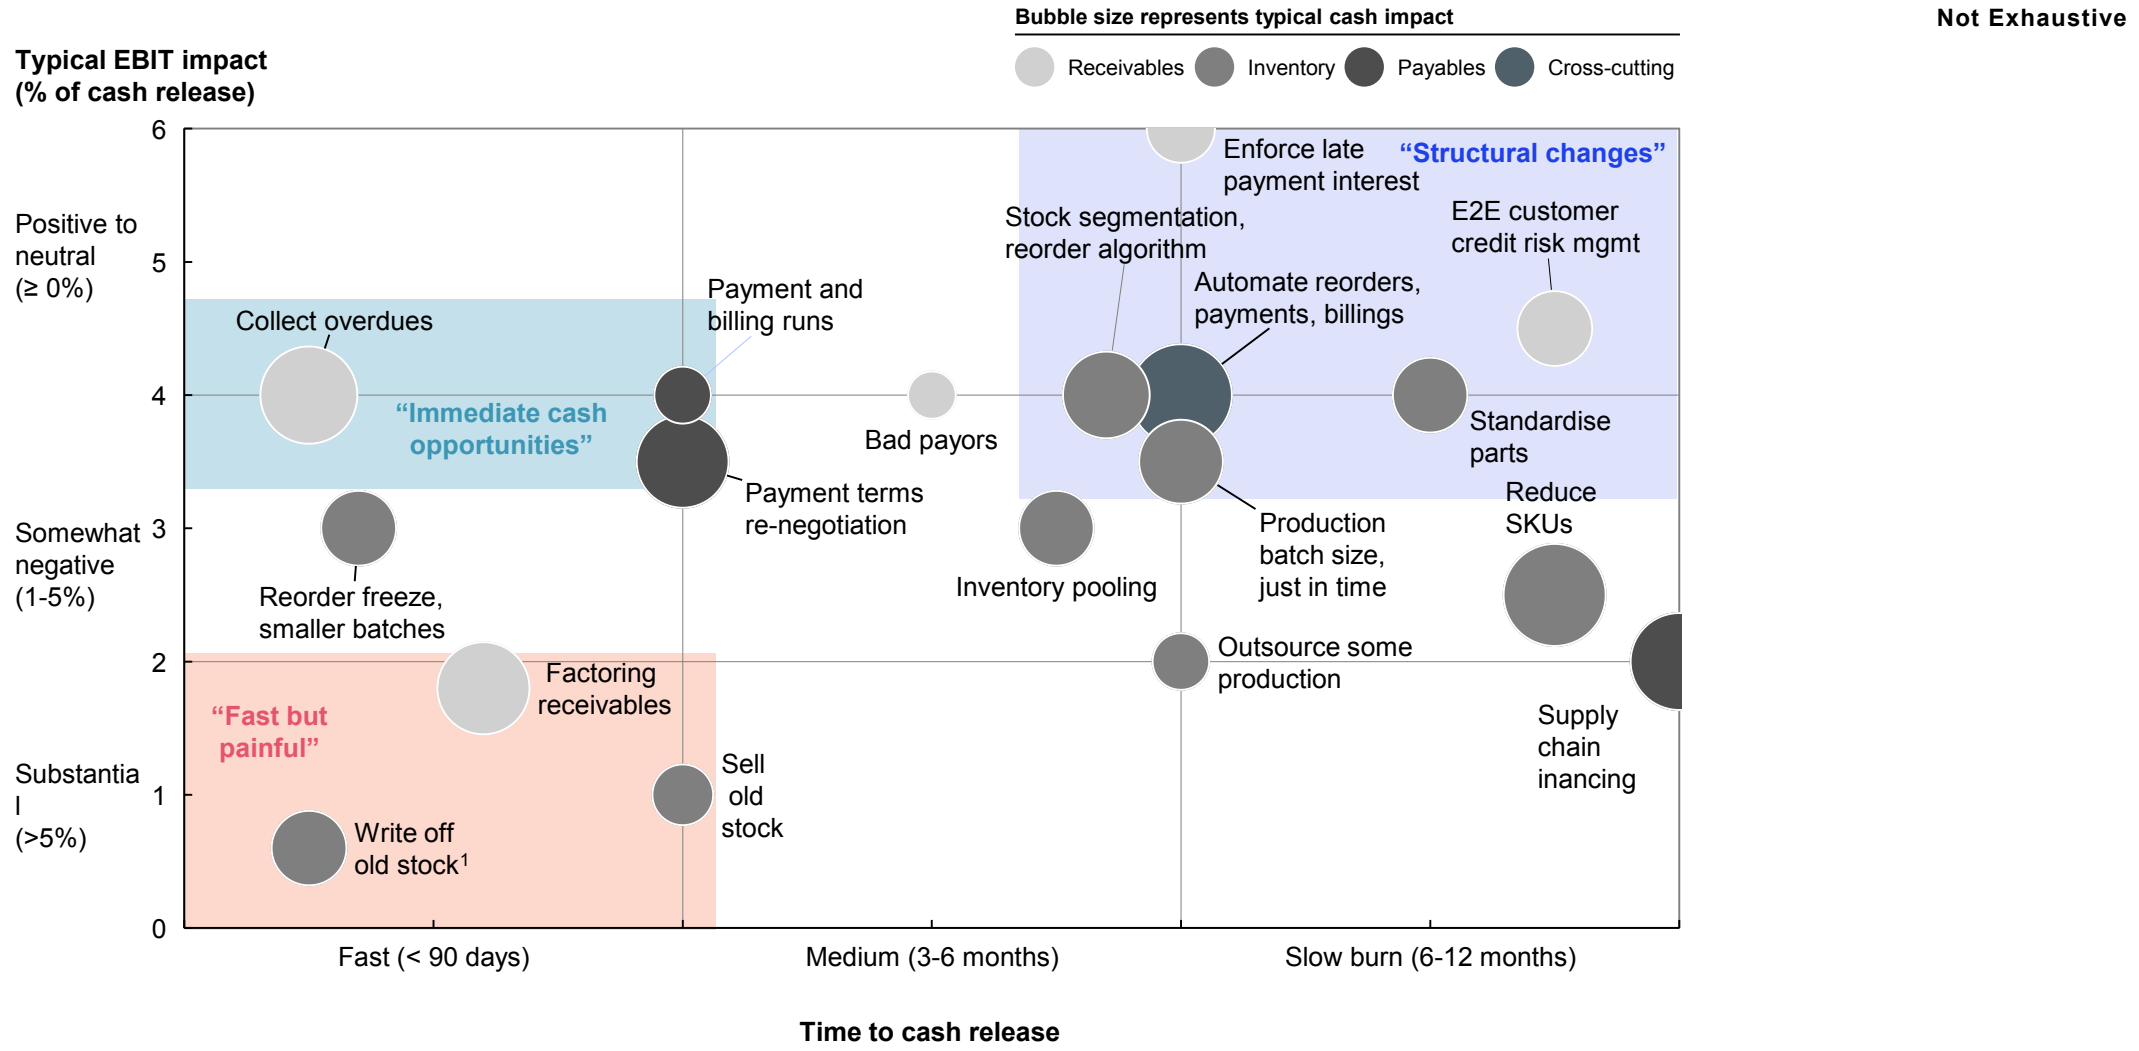 Bubble size represents typical cash impact
Not Exhaustive
Receivables
Inventory
Payables
Cross-cutting
Typical EBIT impact
(% of cash release)
6
5
4
3
2
1
0
Positive to
neutral
(≥ 0%)
Somewhat
negative
(1-5%)
Substantia
l
(>5%)
Enforce late
payment interest
“Structural changes”
Stock segmentation,
reorder algorithm
E2E customer
credit risk mgmt
Automate reorders,
payments, billings
Payment and
billing runs
Collect overdues
“Immediate cash
opportunities”
Bad payors
Standardise
parts
Payment terms
re-negotiation
Reduce
SKUs
Production
batch size,
just in time
Inventory pooling
Reorder freeze,
smaller batches
Outsource some
production
Factoring
receivables
“Fast but
painful”
Supply
chain
inancing
Sell
old
stock
Write off
old stock¹
Fast (< 90 days)
Medium (3-6 months)
Slow burn (6-12 months)
Time to cash release